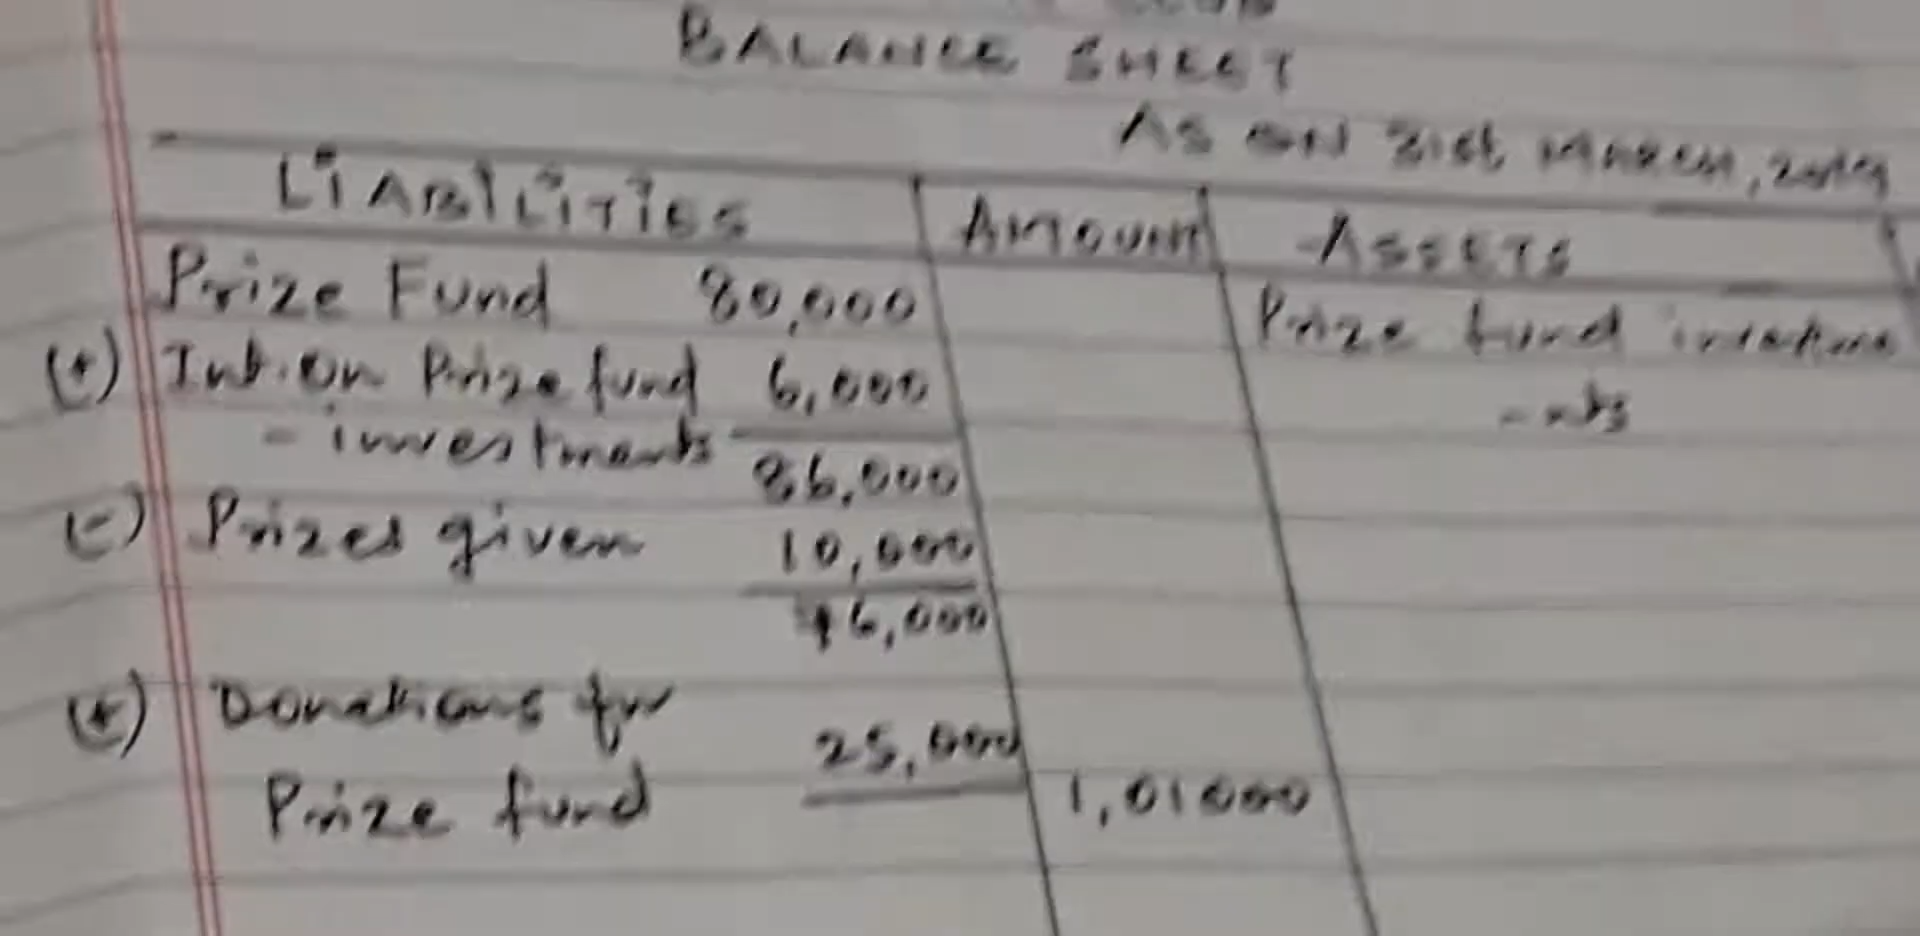 BALANCE SHEET
AS ON 31st MARCH, 2019
LIABILITIES AMOUNT ASSETS
Prize Fund 80,000 Prize fund investme
(+) Int. on Prize fund 6,000 - nts
- investments 86,000
(-) Prizes given 10,000
76,000
(+) Donations for 25,000
Prize fund 1,01000